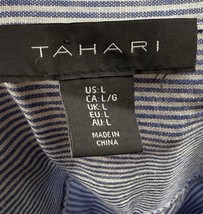 TAHARI
US: L
CA: L/G
UK: L
EU: L
AU: L
MADE IN
CHINA